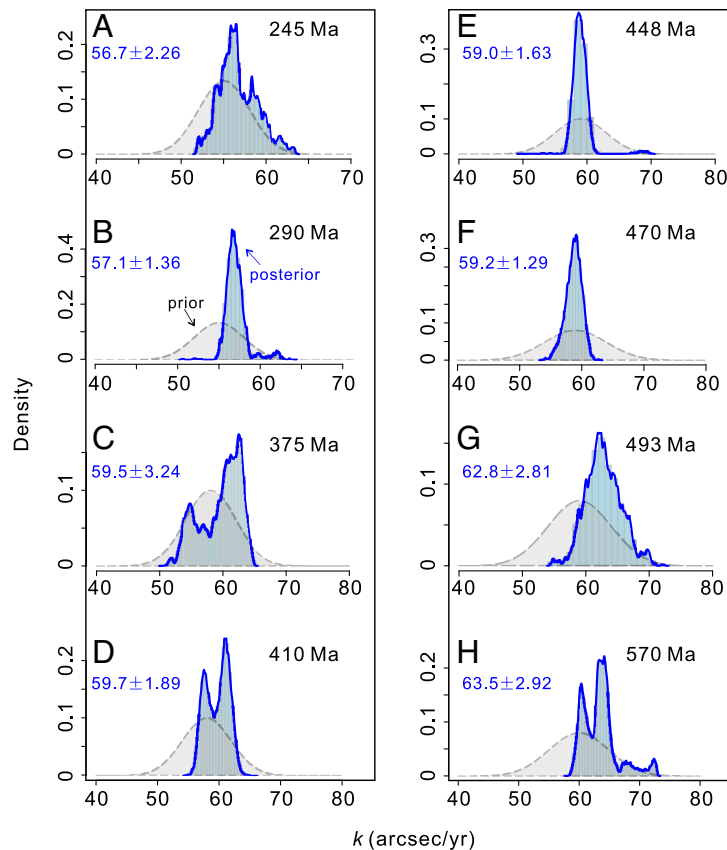 Density
A
245 Ma
56.7±2.26
0.2
0.1
0
40 50 60 70
B
290 Ma
57.1±1.36
posterior
prior
0.4
0.2
0
40 50 60 70
C
375 Ma
59.5±3.24
0.1
0
40 50 60 70 80
D
410 Ma
59.7±1.89
0.2
0.1
0
40 50 60 70 80
E
448 Ma
59.0±1.63
0.3
0.1
0
40 50 60 70 80
F
470 Ma
59.2±1.29
0.3
0.1
0
40 50 60 70 80
G
493 Ma
62.8±2.81
0.1
0
40 50 60 70 80
H
570 Ma
63.5±2.92
0.2
0.1
0
40 50 60 70 80
k (arcsec/yr)